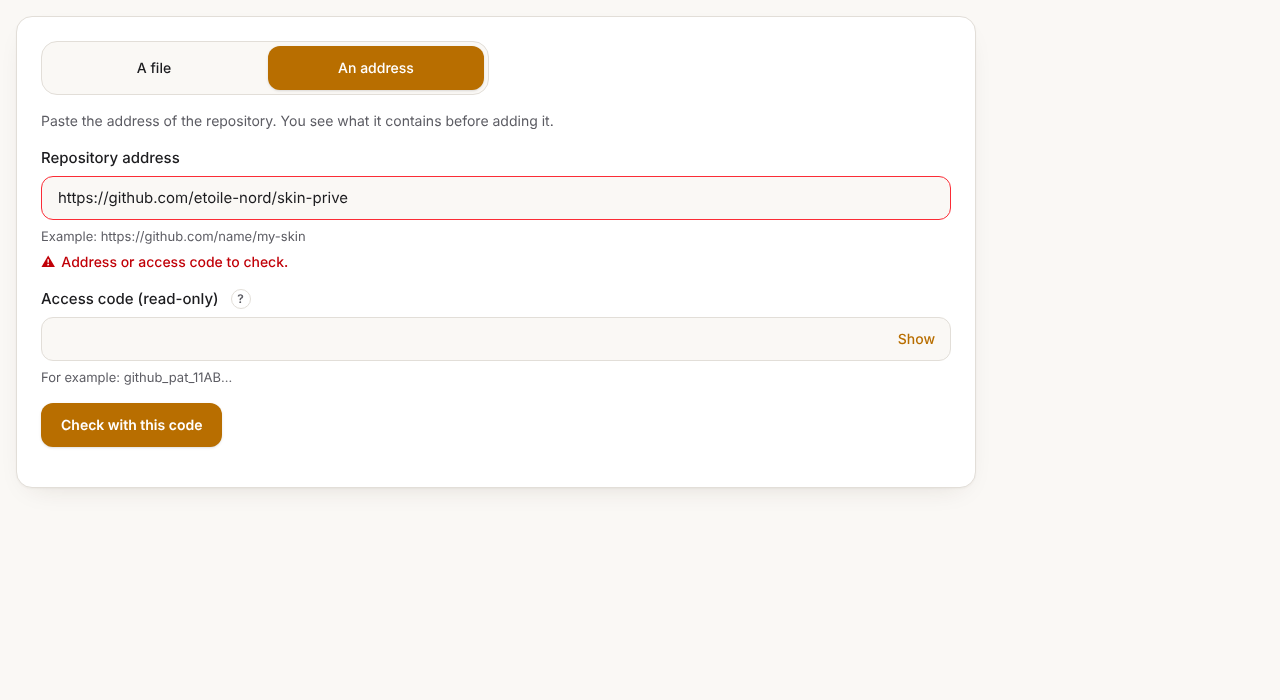 A file
An address
Paste the address of the repository. You see what it contains before adding it.
Repository address
https://github.com/etoile-nord/skin-prive
Example: https://github.com/name/my-skin
Address or access code to check.
Access code (read-only) ?
Show
For example: github_pat_11AB...
Check with this code